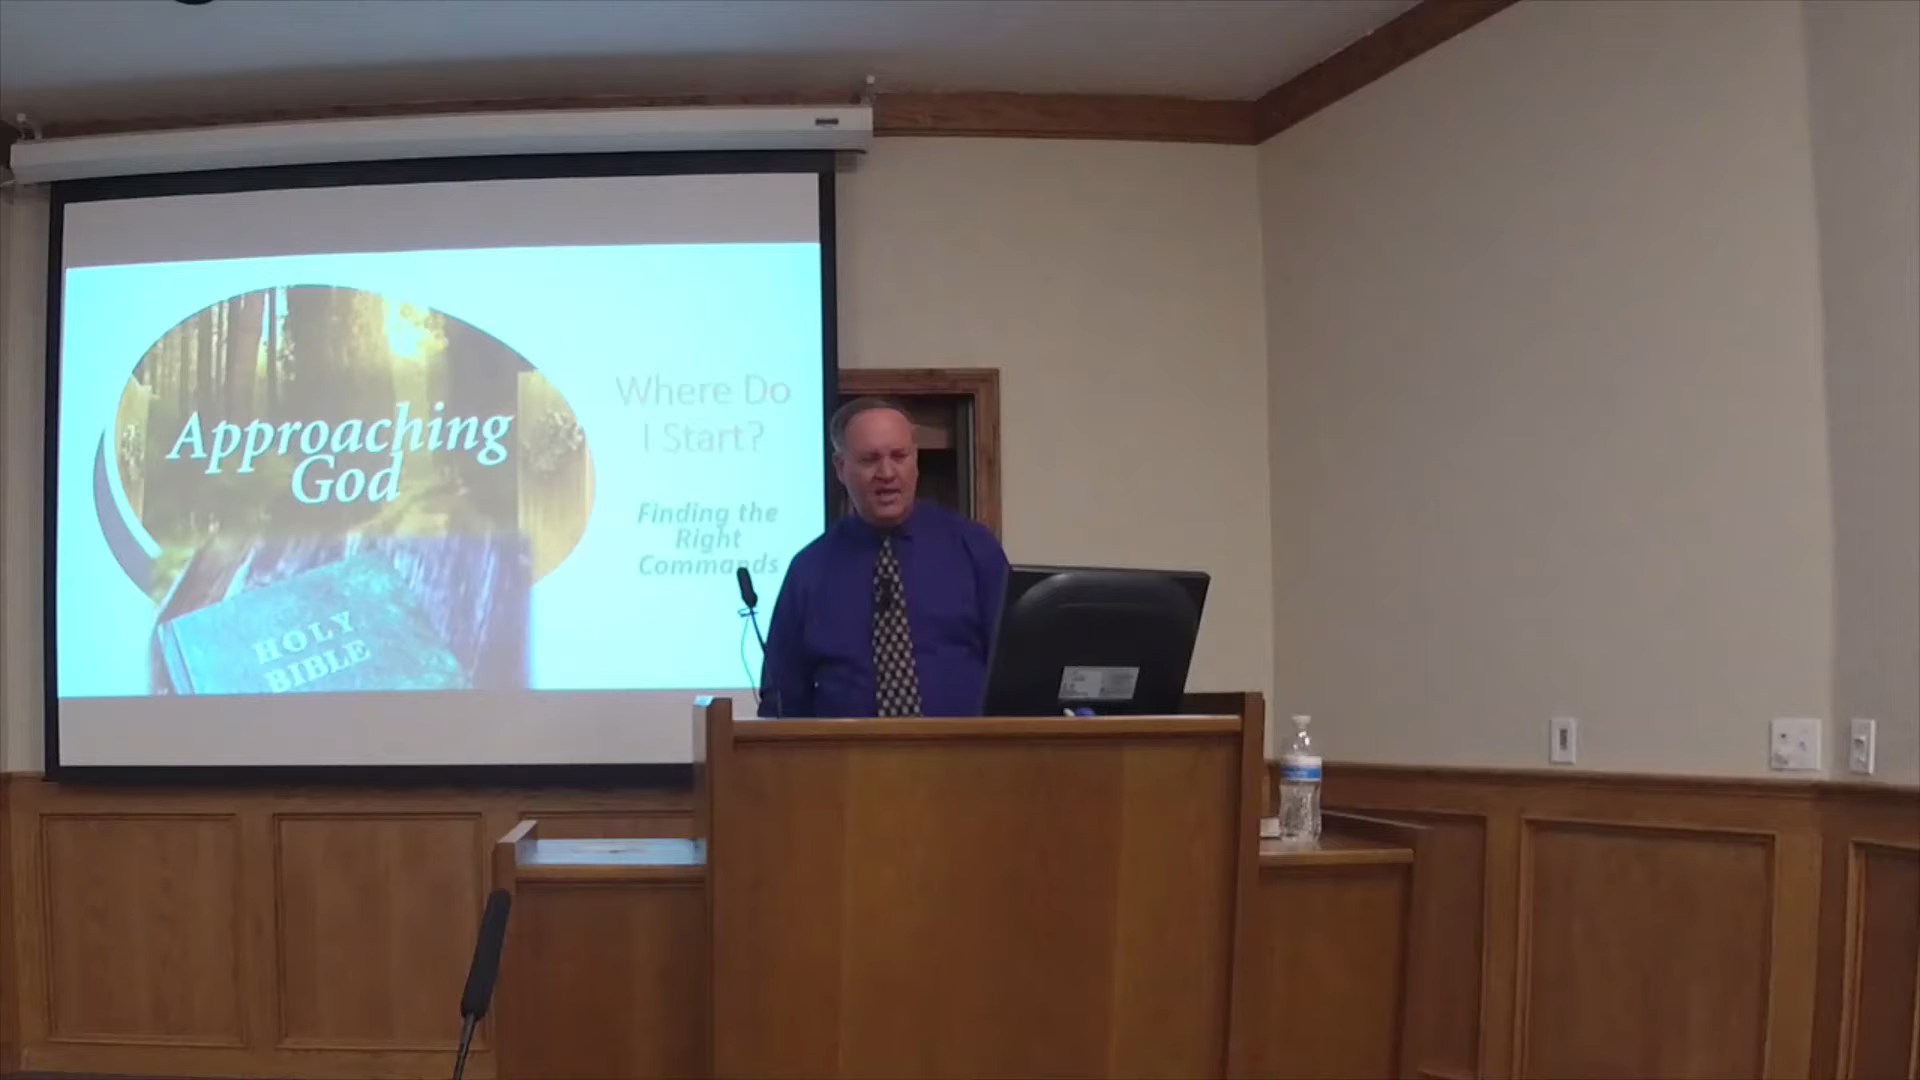 Approaching
God
HOLY
BIBLE
Where Do
I Start?
Finding the
Right
Commands